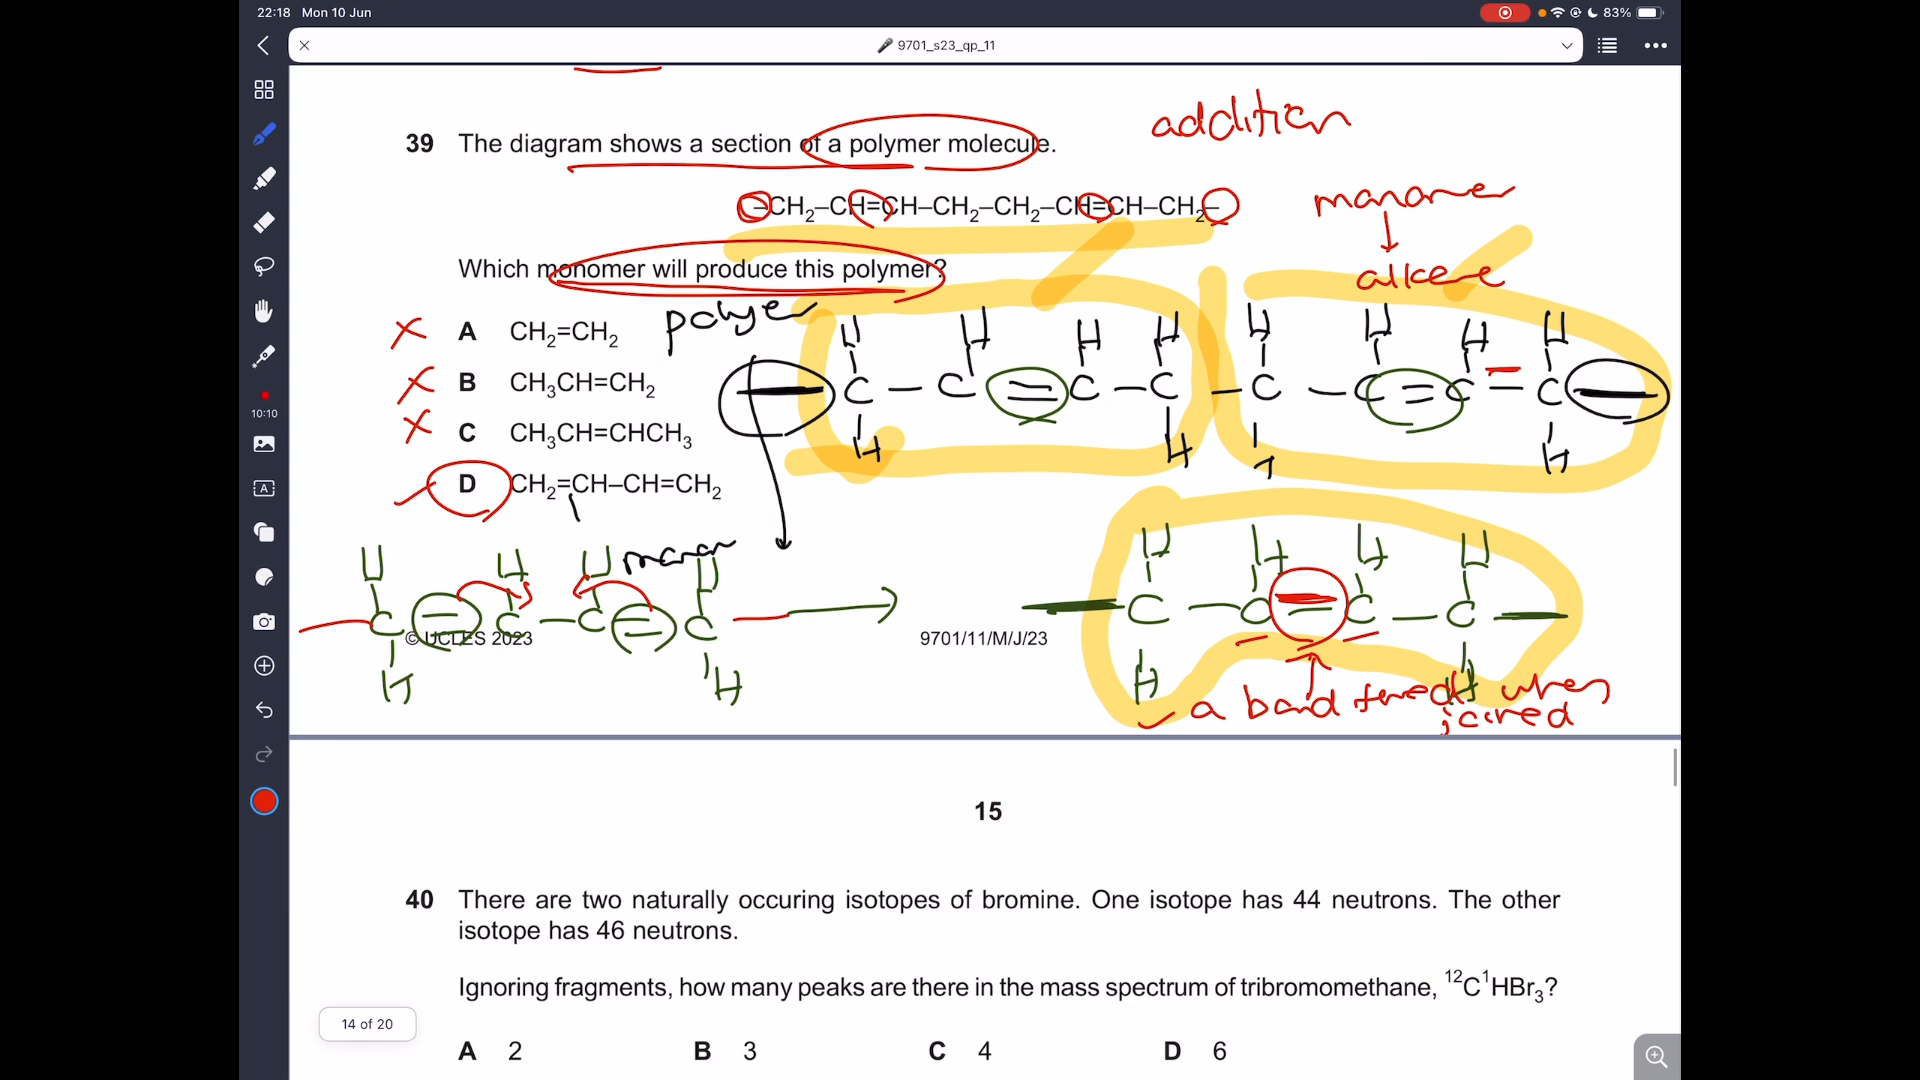 22:18 Mon 10 Jun
83%
9701_s23_qp_11
addition
39 The diagram shows a section of a polymer molecule.
–CH₂–CH=CH–CH₂–CH₂–CH=CH–CH₂–
monomer
alkene
Which monomer will produce this polymer?
A CH₂=CH₂
B CH₃CH=CH₂
C CH₃CH=CHCH₃
D CH₂=CH–CH=CH₂
H H H H H H H H
C – C = C – C – C – C = C – C
H H H H
10:10
H H H H
C = C – C = C
H H
H H H H
C – C = C – C
H H
© UCLES 2023
9701/11/M/J/23
a bond formed when
joined
15
40 There are two naturally occuring isotopes of bromine. One isotope has 44 neutrons. The other
isotope has 46 neutrons.
Ignoring fragments, how many peaks are there in the mass spectrum of tribromomethane, ¹²C¹HBr₃?
14 of 20
A 2 B 3 C 4 D 6